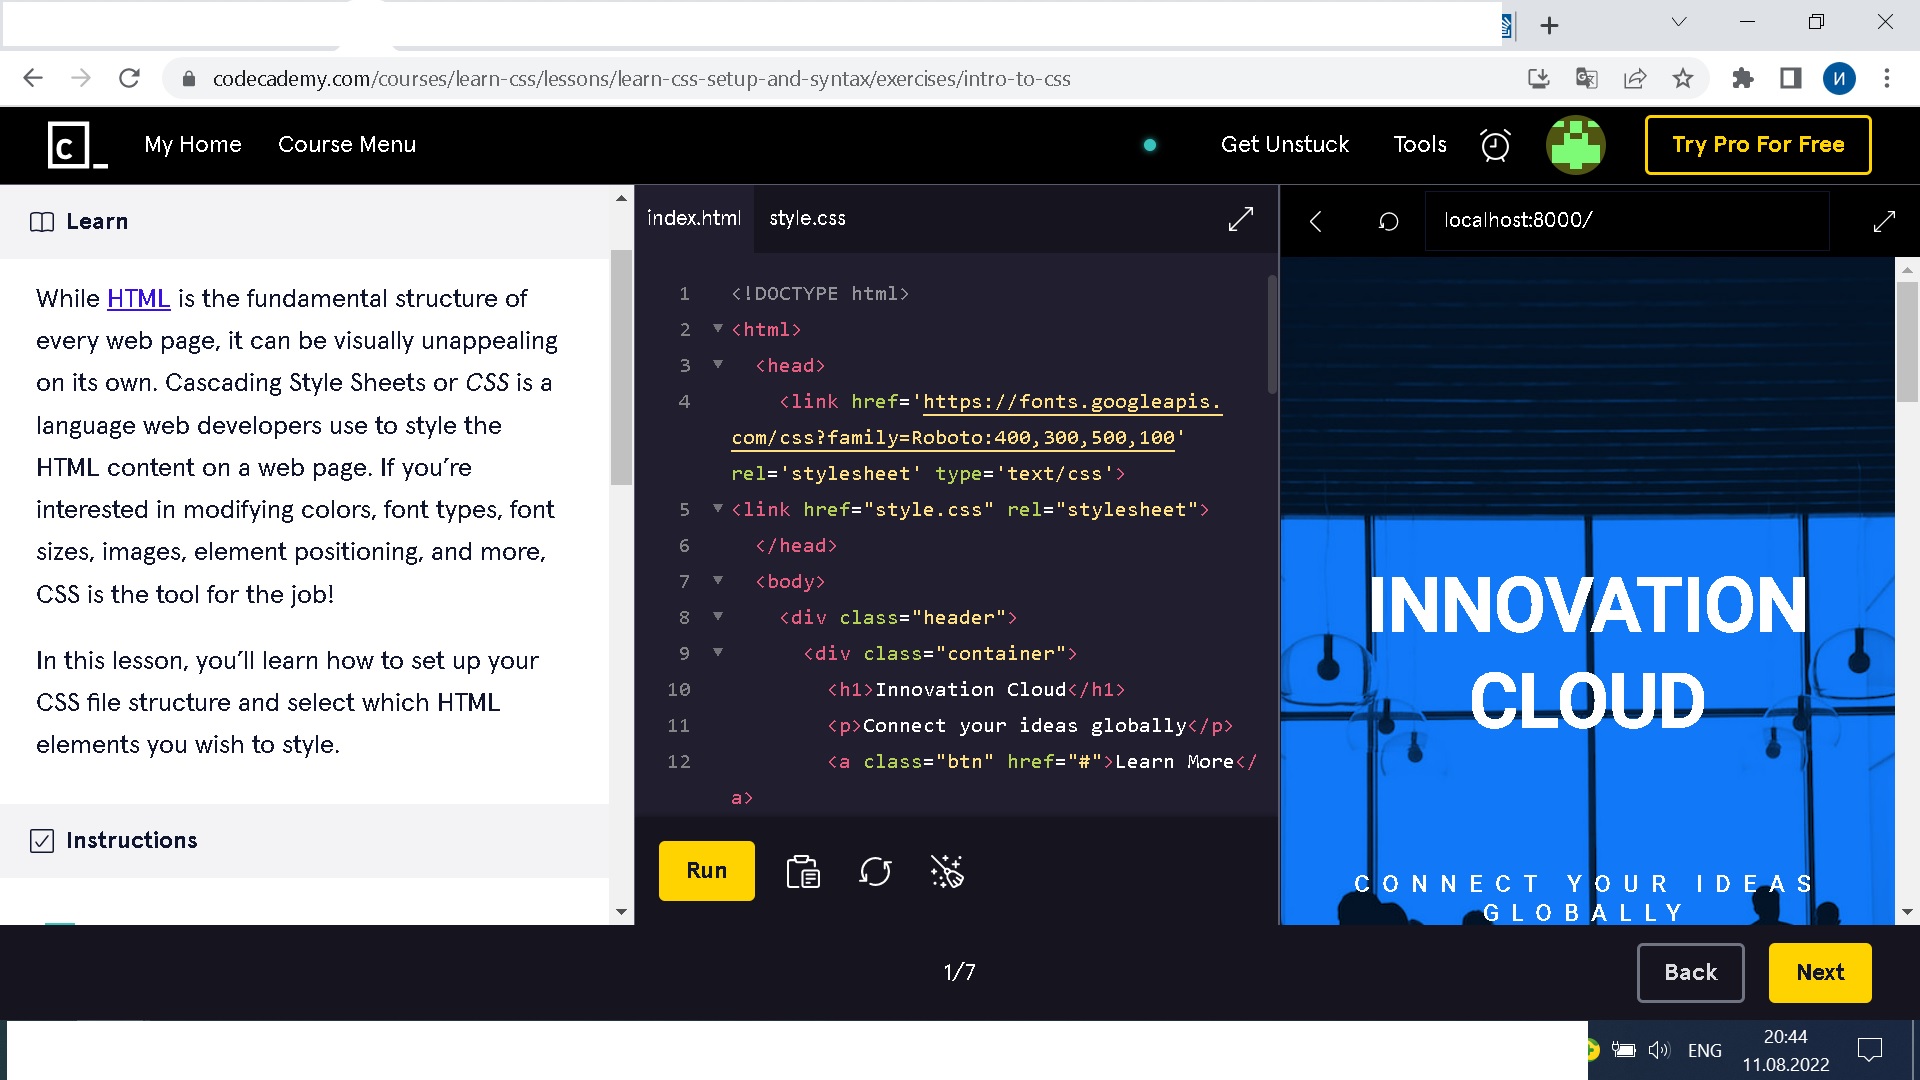 codecademy.com/courses/learn-css/lessons/learn-css-setup-and-syntax/exercises/intro-to-css
И
c_
My Home
Course Menu
Get Unstuck
Tools
Try Pro For Free
Learn
While HTML is the fundamental structure of
every web page, it can be visually unappealing
on its own. Cascading Style Sheets or CSS is a
language web developers use to style the
HTML content on a web page. If you’re
interested in modifying colors, font types, font
sizes, images, element positioning, and more,
CSS is the tool for the job!
In this lesson, you’ll learn how to set up your
CSS file structure and select which HTML
elements you wish to style.
Instructions
index.html
style.css
1 <!DOCTYPE html>
2 <html>
3 <head>
4 <link href='https://fonts.googleapis.
com/css?family=Roboto:400,300,500,100'
rel='stylesheet' type='text/css'>
5 <link href="style.css" rel="stylesheet">
6 </head>
7 <body>
8 <div class="header">
9 <div class="container">
10 <h1>Innovation Cloud</h1>
11 <p>Connect your ideas globally</p>
12 <a class="btn" href="#">Learn More</
a>
Run
localhost:8000/
INNOVATION
CLOUD
CONNECT YOUR IDEAS
GLOBALLY
1/7
Back
Next
ENG
20:44
11.08.2022